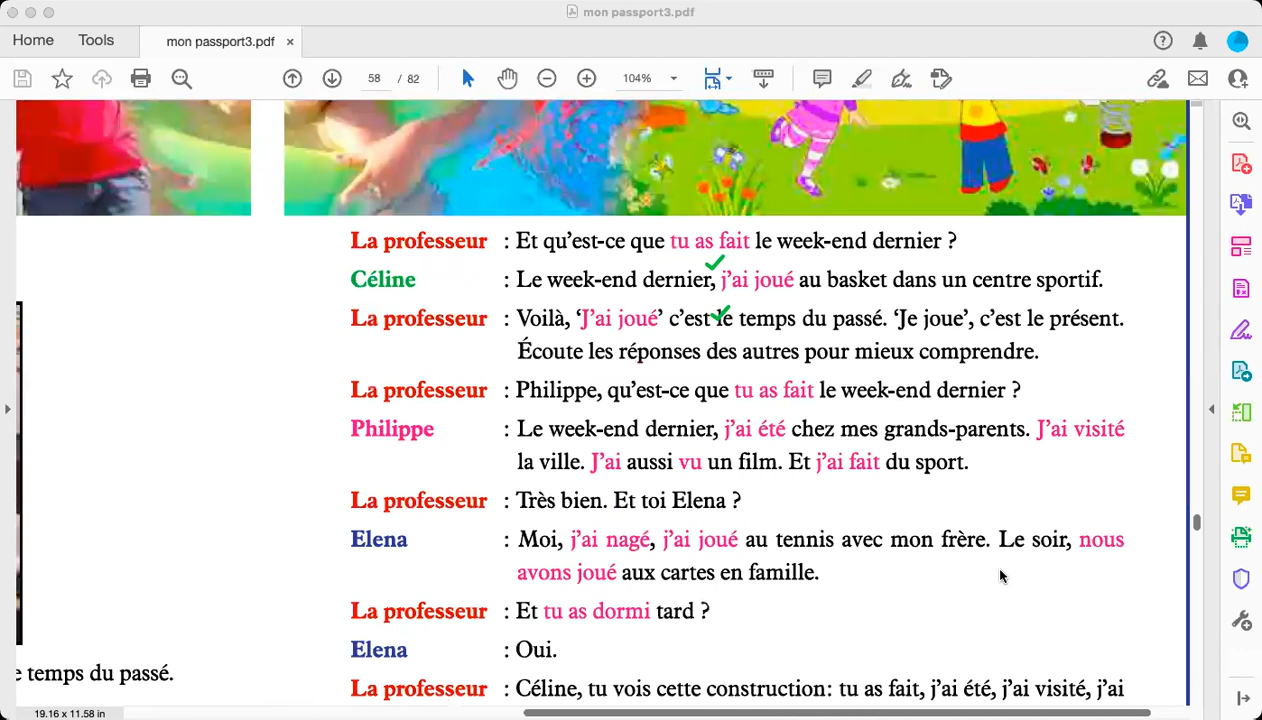 mon passport3.pdf
Home Tools mon passport3.pdf ×
58 / 82 104%
La professeur : Et qu'est-ce que tu as fait le week-end dernier ?
Céline : Le week-end dernier, j'ai joué au basket dans un centre sportif.
La professeur : Voilà, 'J'ai joué' c'est le temps du passé. 'Je joue', c'est le présent.
Écoute les réponses des autres pour mieux comprendre.
La professeur : Philippe, qu'est-ce que tu as fait le week-end dernier ?
Philippe : Le week-end dernier, j'ai été chez mes grands-parents. J'ai visité
la ville. J'ai aussi vu un film. Et j'ai fait du sport.
La professeur : Très bien. Et toi Elena ?
Elena : Moi, j'ai nagé, j'ai joué au tennis avec mon frère. Le soir, nous
avons joué aux cartes en famille.
La professeur : Et tu as dormi tard ?
Elena : Oui.
e temps du passé.
La professeur : Céline, tu vois cette construction: tu as fait, j'ai été, j'ai visité, j'ai
19.16 x 11.58 in